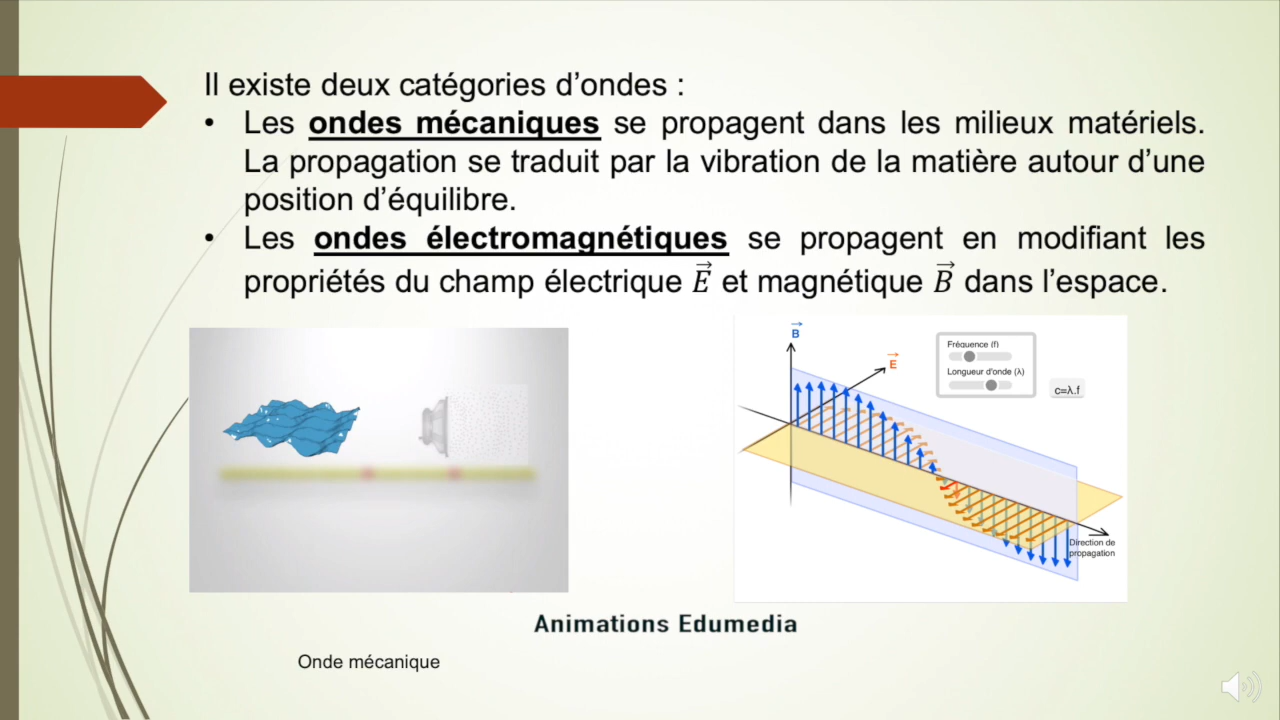 Il existe deux catégories d’ondes :
• Les ondes mécaniques se propagent dans les milieux matériels.
La propagation se traduit par la vibration de la matière autour d’une
position d’équilibre.
• Les ondes électromagnétiques se propagent en modifiant les
propriétés du champ électrique E⃗ et magnétique B⃗ dans l’espace.
B⃗
E⃗
Fréquence (f)
Longueur d'onde (λ)
c=λ.f
Direction de
propagation
Animations Edumedia
Onde mécanique